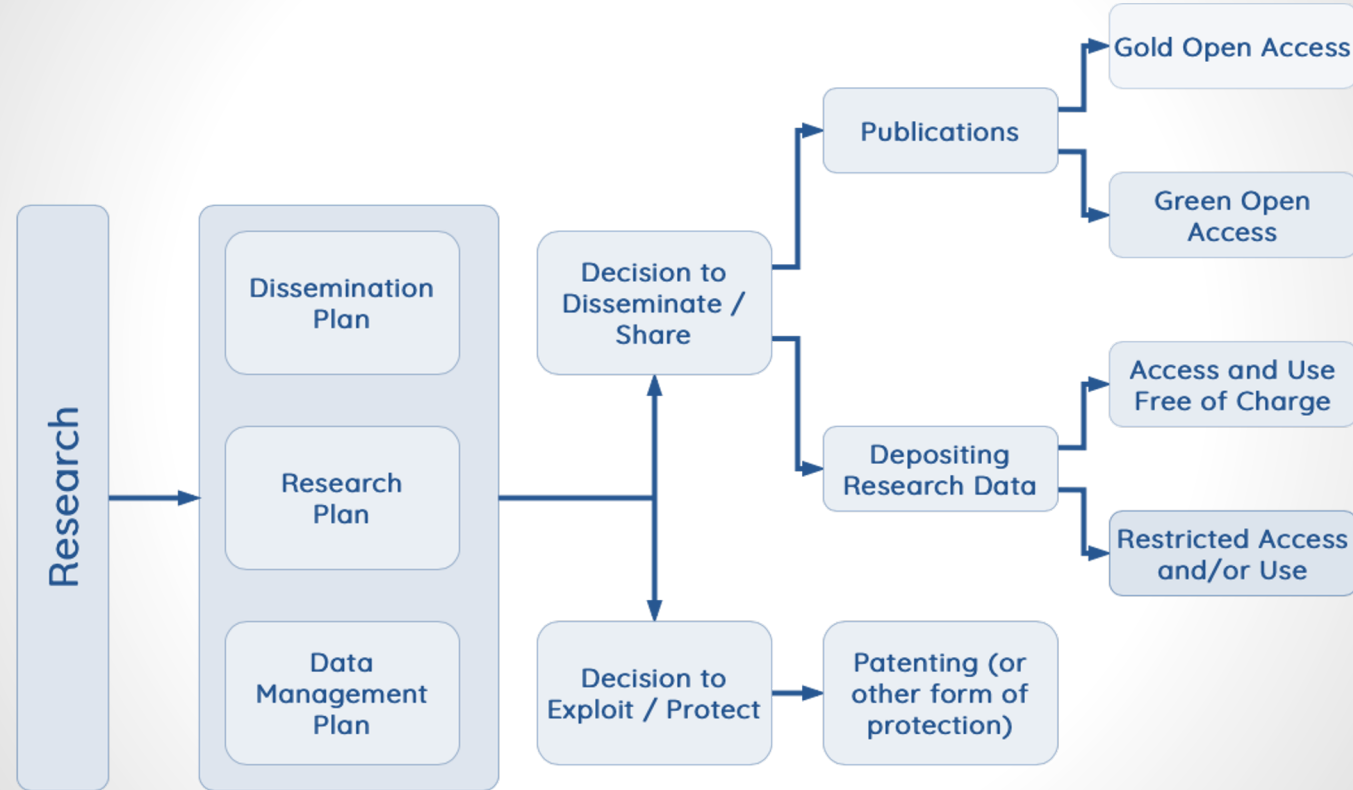 Research
Dissemination
Plan
Research
Plan
Data
Management
Plan
Decision to
Disseminate /
Share
Decision to
Exploit / Protect
Publications
Depositing
Research Data
Patenting (or
other form of
protection)
Gold Open Access
Green Open
Access
Access and Use
Free of Charge
Restricted Access
and/or Use